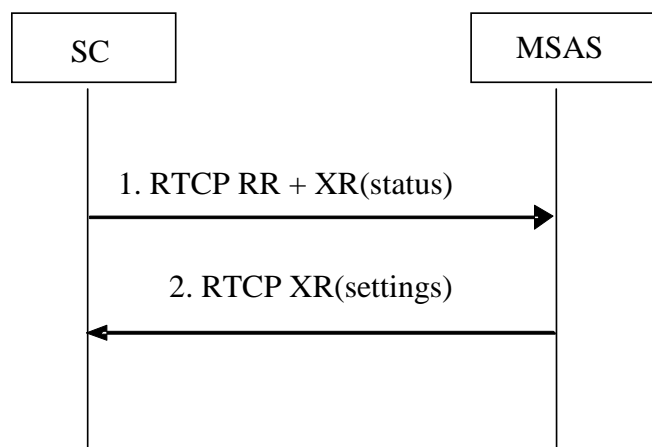 SC
MSAS
1. RTCP RR + XR(status)
2. RTCP XR(settings)